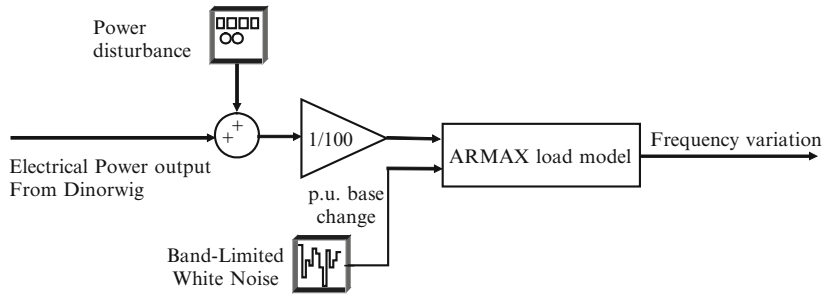 Power
disturbance
+
+
1/100
ARMAX load model
Frequency variation
Electrical Power output
From Dinorwig
p.u. base
change
Band-Limited
White Noise